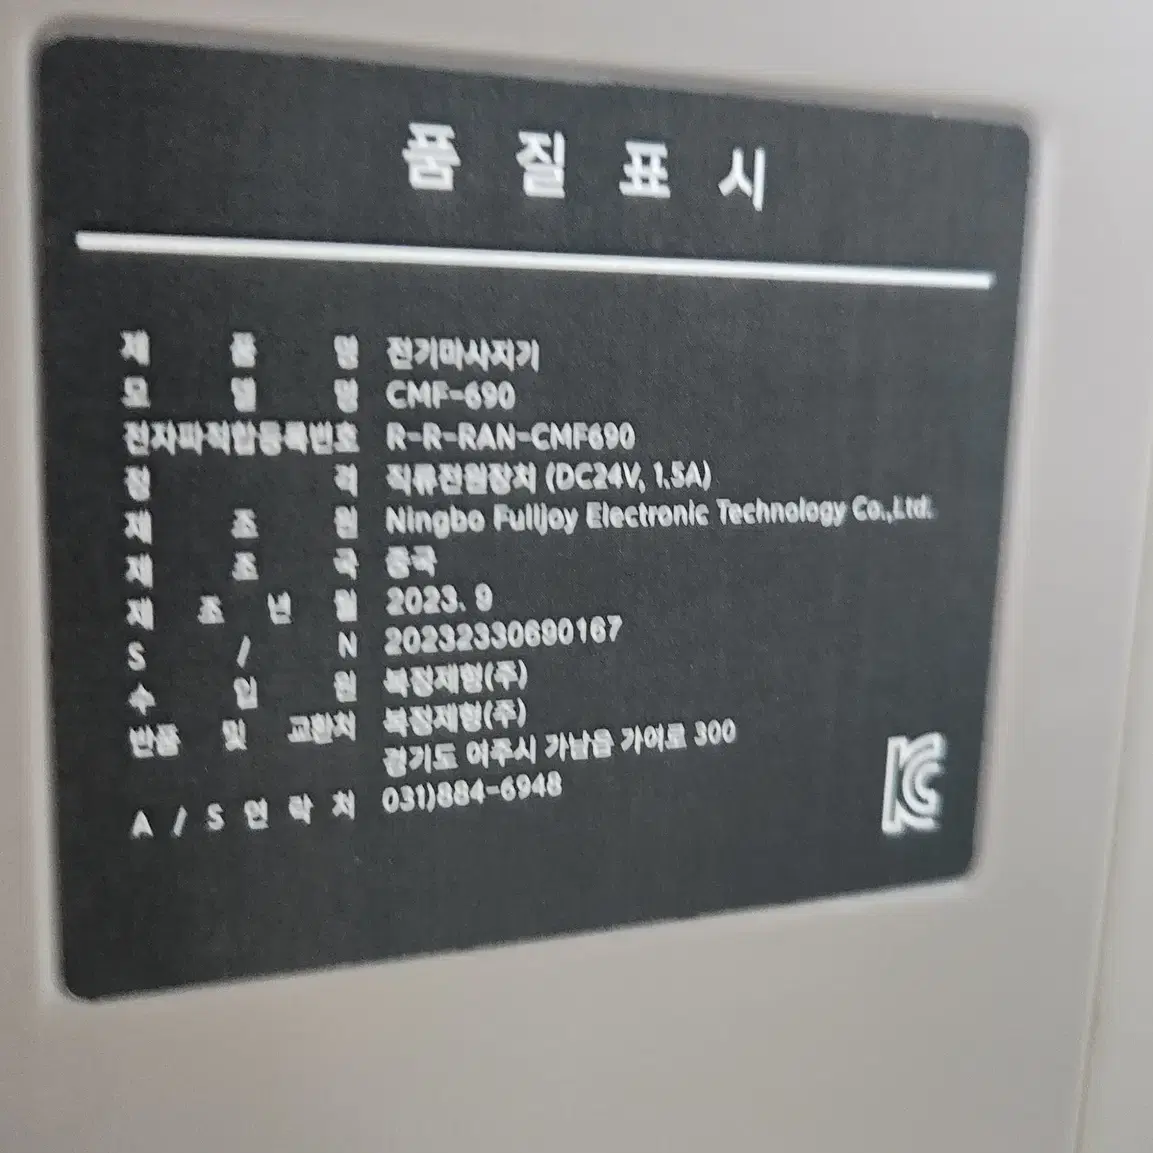 품 질 표 시
제 품 명 전기마사지기
모 델 명 CMF-690
전자파적합등록번호 R-R-RAN-CMF690
정 격 직류전원장치 (DC24V, 1.5A)
제 조 원 Ningbo Fulljoy Electronic Technology Co.,Ltd.
제 조 국 중국
제 조 년 월 2023. 9
S / N 20232330690167
수 입 원 복정제형(주)
반품 및 교환처 복정제형(주)
경기도 여주시 가남읍 가여로 300
A / S 연 락 처 031)884-6948